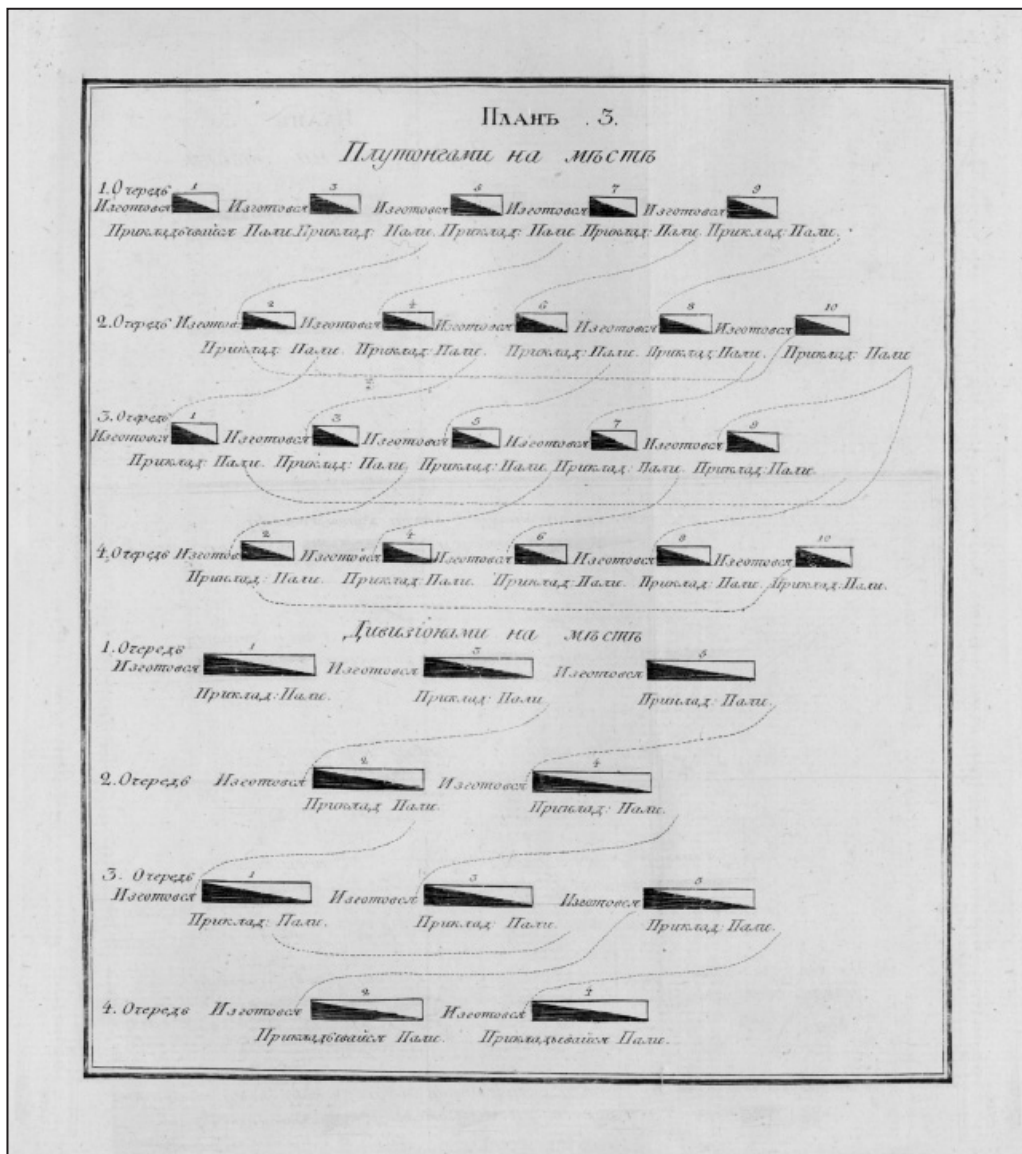 ПЛАНЪ .3.
Плутонгами на мѣстѣ
1. Очередь 1 3 5 7 9
Изготовся Изготовся Изготовся Изготовся Изготовся
Прикладывайся Пали. Приклад: Пали. Приклад: Пали. Приклад: Пали. Приклад: Пали.
2 4 6 8 10
2. Очередь Изготов: Изготовся Изготовся Изготовся Изготовся
Приклад: Пали. Приклад: Пали. Приклад: Пали. Приклад: Пали. Приклад: Пали
3. Очередь 1 3 5 7 9
Изготовся Изготовся Изготовся Изготовся Изготовся
Приклад: Пали. Приклад: Пали. Приклад: Пали. Приклад: Пали. Приклад: Пали.
2 4 6 8 10
4. Очередь Изготовся Изготовся Изготовся Изготовся Изготовся
Приклад: Пали. Приклад: Пали. Приклад: Пали. Приклад: Пали. Приклад: Пали.
Дивизіонами на мѣстѣ
1. Очередь 1 3 5
Изготовся Изготовся Изготовся
Приклад: Пали. Приклад: Пали Приклад: Пали.
2 4
2. Очередь Изготовся Изготовся
Приклад Пали. Приклад: Пали.
3. Очередь 1 3 5
Изготовся Изготовся Изготовся
Приклад: Пали. Приклад: Пали. Приклад: Пали.
2 4
4. Очередь Изготовся Изготовся
Прикладывайся Пали. Прикладывайся Пали.